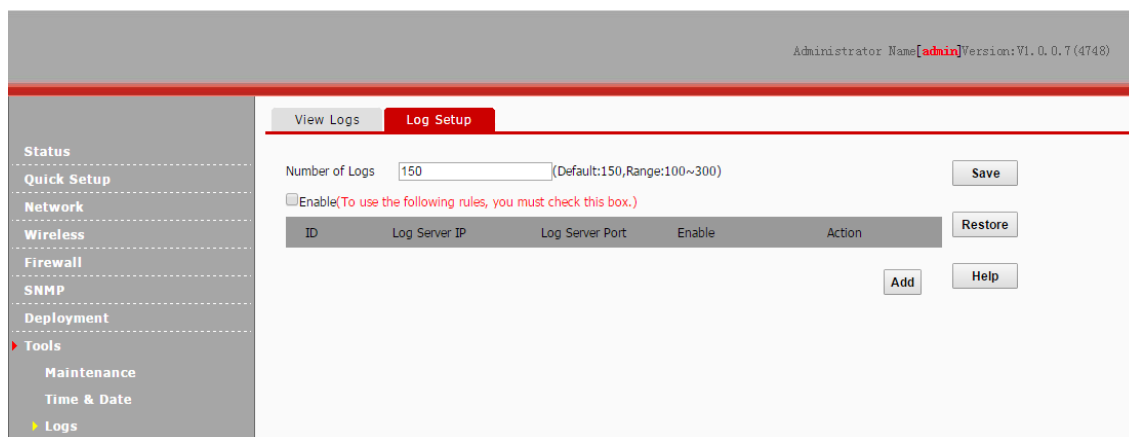 Administrator Name[admin]Version:V1.0.0.7(4748)
View Logs Log Setup
Status
Quick Setup
Network
Wireless
Firewall
SNMP
Deployment
Tools
Maintenance
Time & Date
Logs
Number of Logs 150 (Default:150,Range:100~300)
Enable(To use the following rules, you must check this box.)
ID Log Server IP Log Server Port Enable Action
Add
Save
Restore
Help